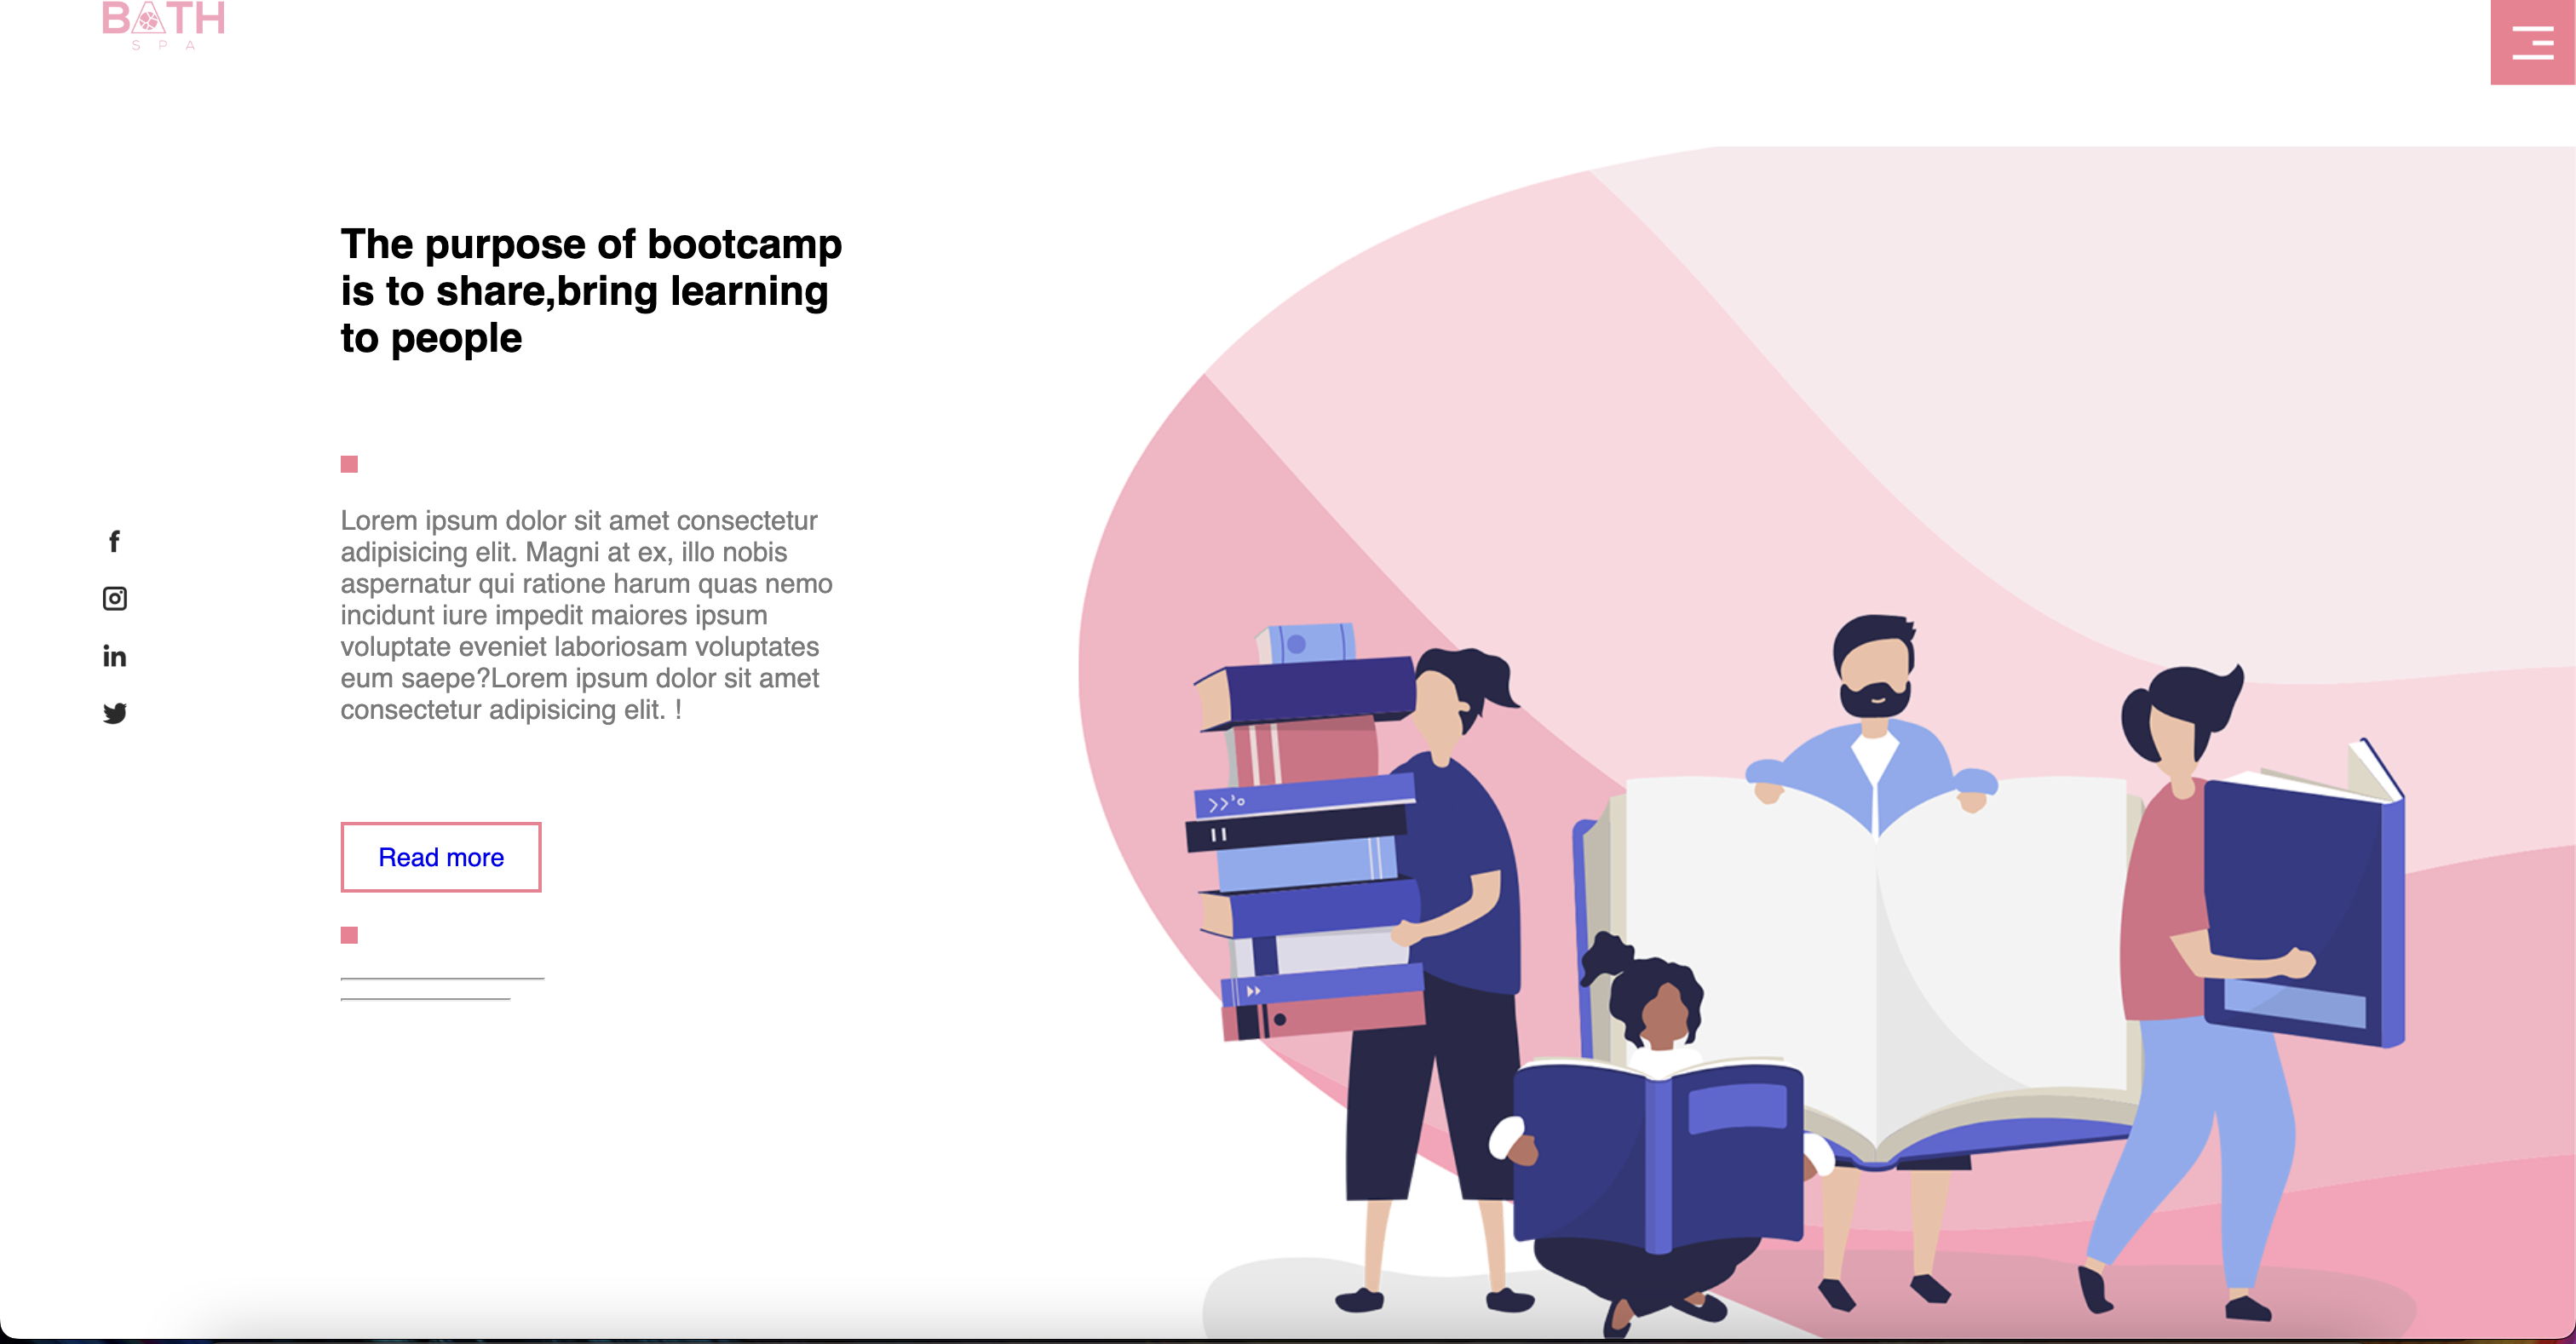 BATH
SPA
The purpose of bootcamp
is to share,bring learning
to people
Lorem ipsum dolor sit amet consectetur
adipisicing elit. Magni at ex, illo nobis
aspernatur qui ratione harum quas nemo
incidunt iure impedit maiores ipsum
voluptate eveniet laboriosam voluptates
eum saepe?Lorem ipsum dolor sit amet
consectetur adipisicing elit. !
Read more